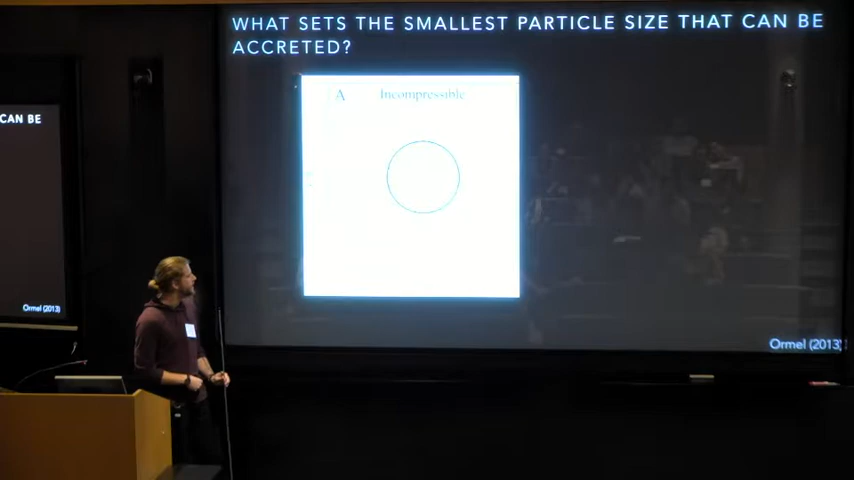 WHAT SETS THE SMALLEST PARTICLE SIZE THAT CAN BE
ACCRETED?
A Incompressible
Ormel (2013)
CAN BE
Ormel (2013)